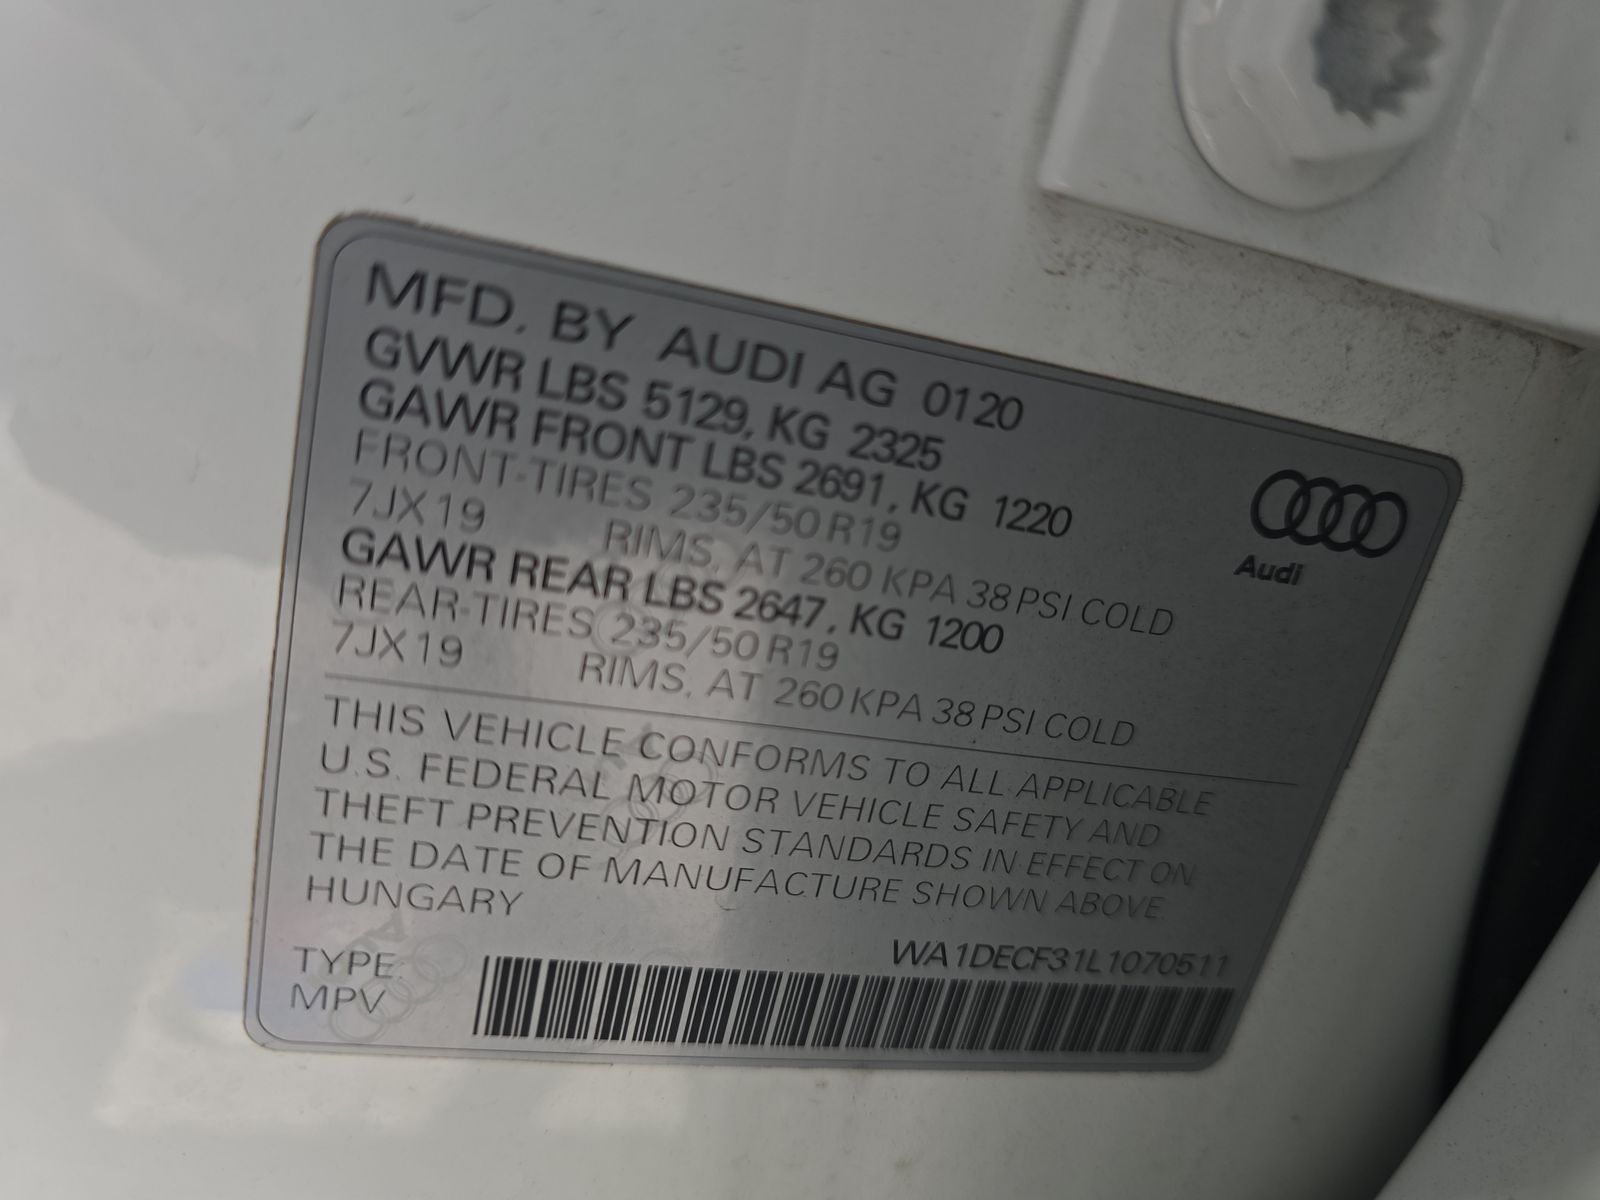 MFD. BY AUDI AG 0120
GVWR LBS 5129, KG 2325
GAWR FRONT LBS 2691, KG 1220
FRONT-TIRES 235/50 R19
7JX19 RIMS, AT 260 KPA 38 PSI COLD
GAWR REAR LBS 2647, KG 1200
REAR-TIRES 235/50 R19
7JX19 RIMS, AT 260 KPA 38 PSI COLD
Audi
THIS VEHICLE CONFORMS TO ALL APPLICABLE
U.S. FEDERAL MOTOR VEHICLE SAFETY AND
THEFT PREVENTION STANDARDS IN EFFECT ON
THE DATE OF MANUFACTURE SHOWN ABOVE.
HUNGARY
WA1DECF31L1070511
TYPE:
MPV